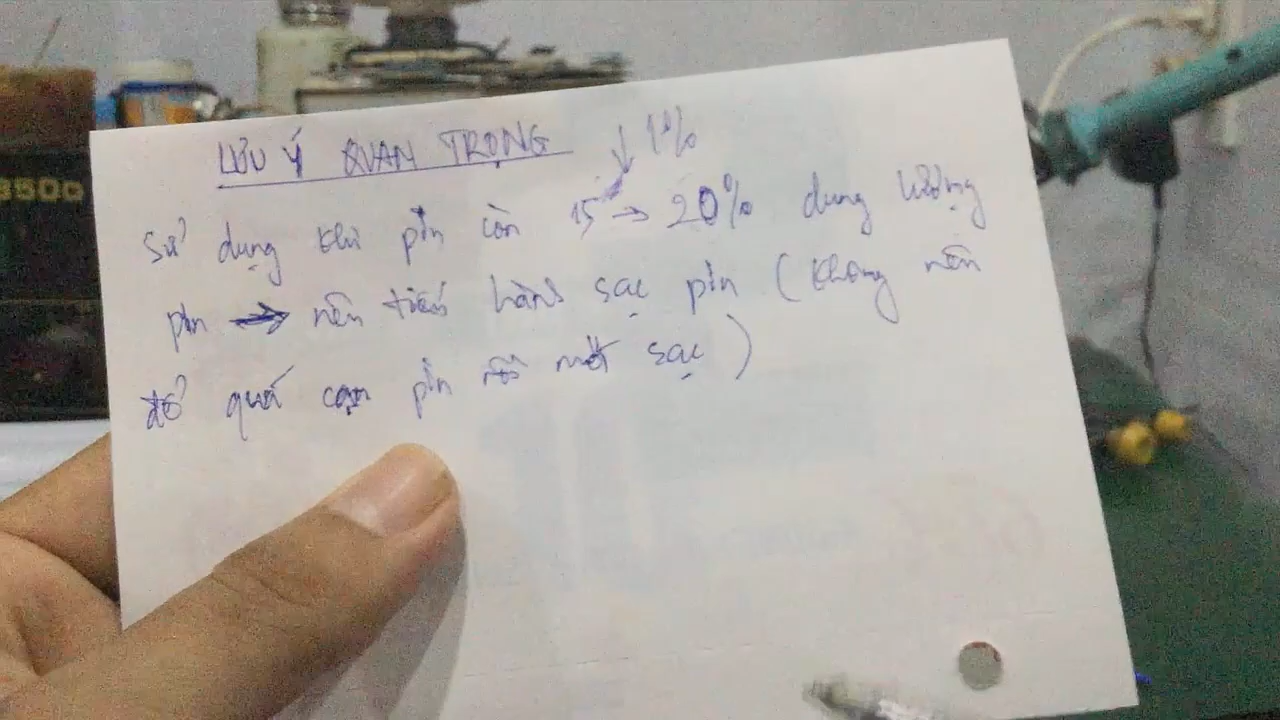 LƯU Ý QUAN TRỌNG
↓ 1%
Sử dụng khi pin còn 15 → 20% dung lượng
pin → nên tiến hành sạc pin (không nên
để quá cạn pin rồi mới sạc)
350D